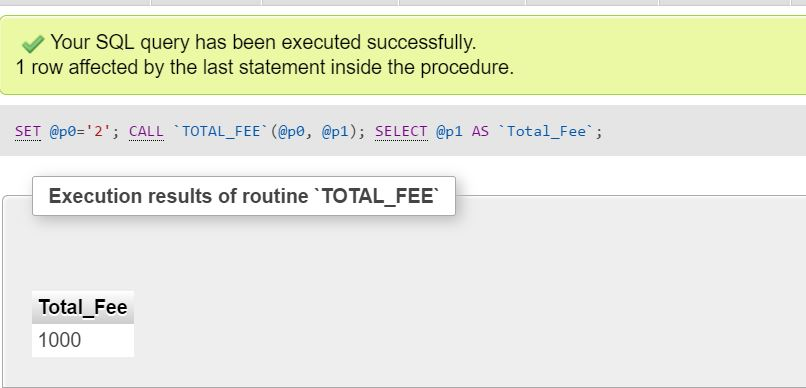 Your SQL query has been executed successfully.
1 row affected by the last statement inside the procedure.
SET @p0='2'; CALL `TOTAL_FEE`(@p0, @p1); SELECT @p1 AS `Total_Fee`;
Execution results of routine `TOTAL_FEE`
Total_Fee
1000